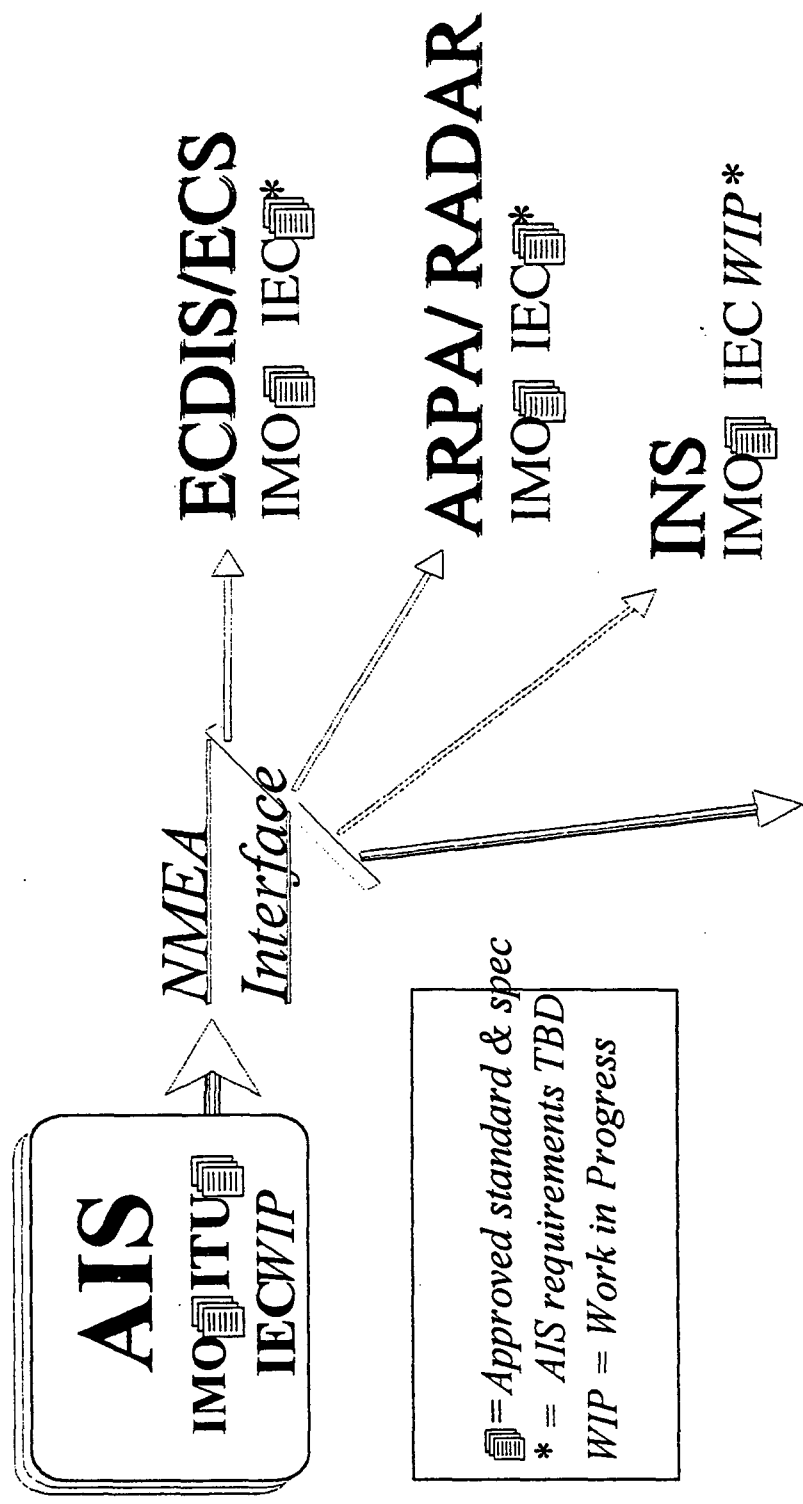 AIS
IMO ITU
IEC WIP
NMEA
Interface
ECDIS/ECS
IMO IEC *
ARPA/ RADAR
IMO IEC *
INS
IMO IEC WIP *
= Approved standard & spec
* = AIS requirements TBD
WIP = Work in Progress